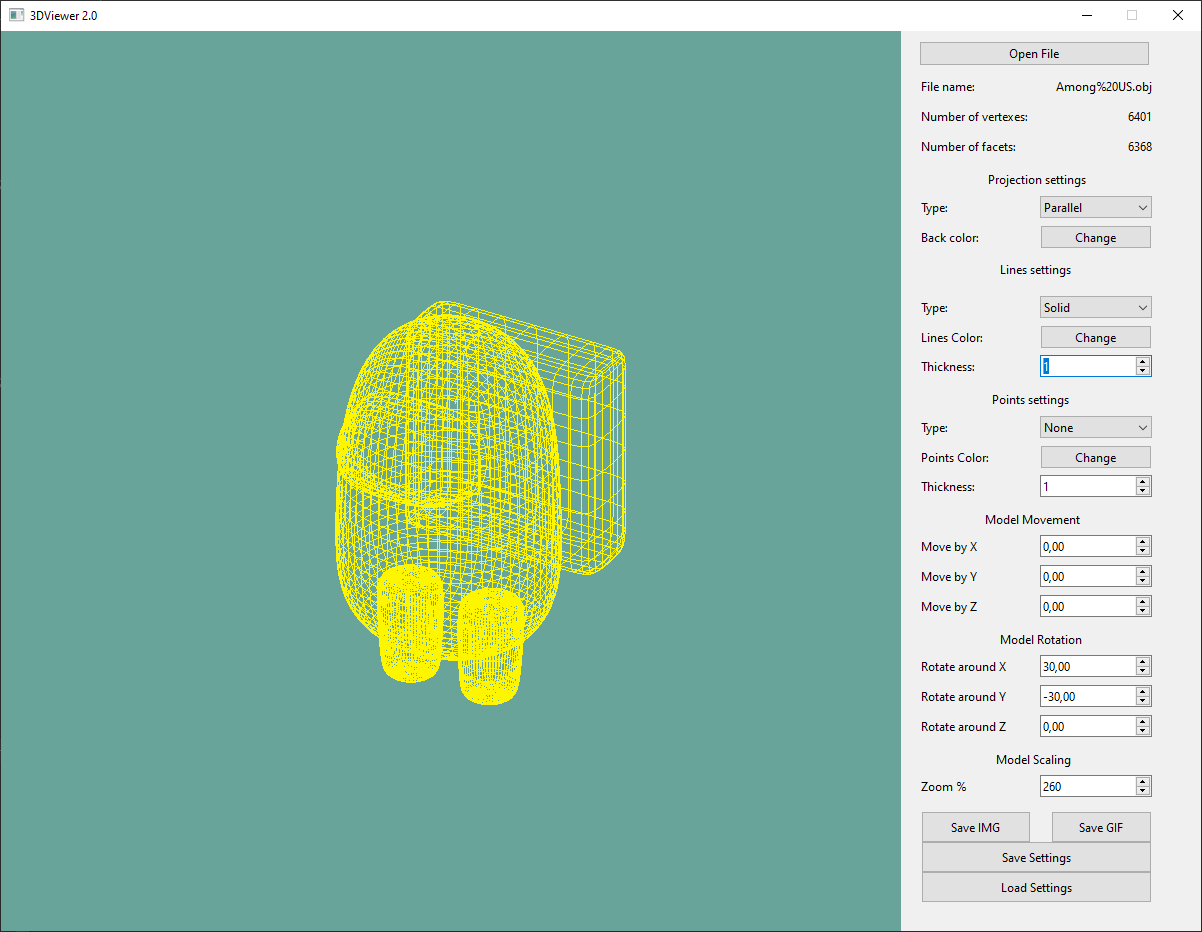 3DViewer 2.0
Open File
File name: Among%20US.obj
Number of vertexes: 6401
Number of facets: 6368
Projection settings
Type: Parallel
Back color: Change
Lines settings
Type: Solid
Lines Color: Change
Thickness: 1
Points settings
Type: None
Points Color: Change
Thickness: 1
Model Movement
Move by X 0,00
Move by Y 0,00
Move by Z 0,00
Model Rotation
Rotate around X 30,00
Rotate around Y -30,00
Rotate around Z 0,00
Model Scaling
Zoom % 260
Save IMG Save GIF
Save Settings
Load Settings